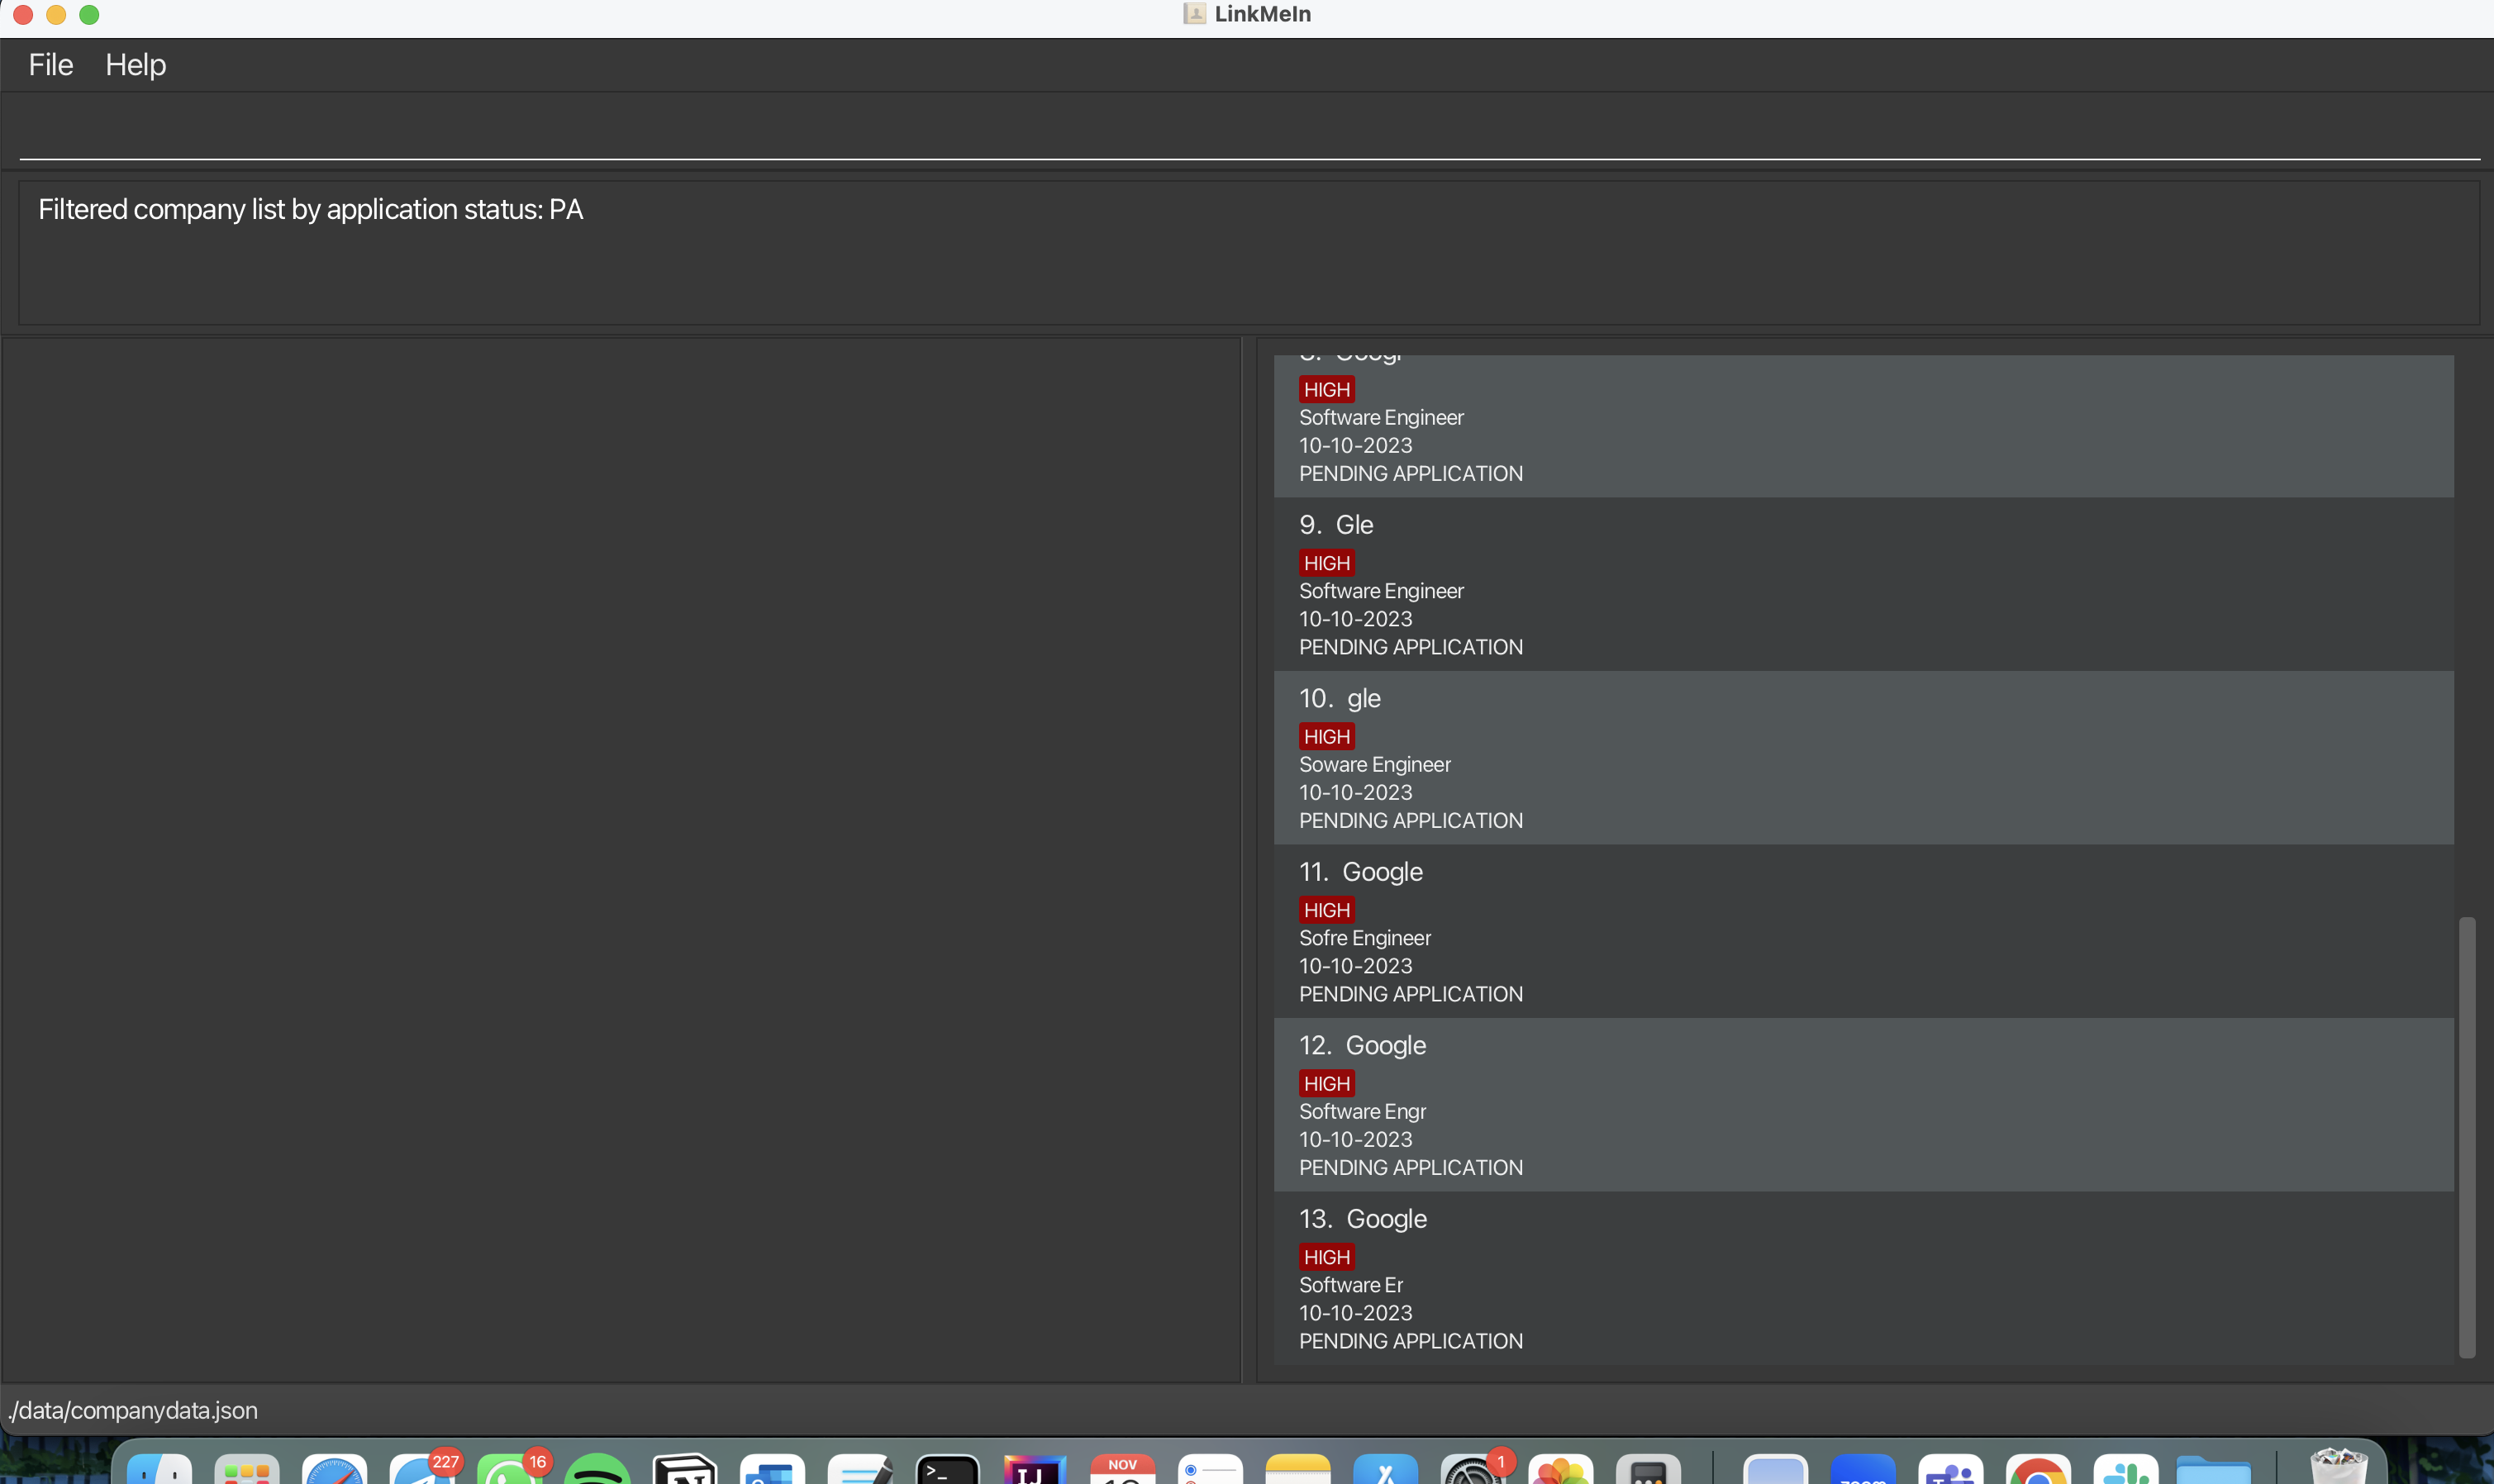 LinkMeIn
File Help
Filtered company list by application status: PA
HIGH
Software Engineer
10-10-2023
PENDING APPLICATION
9. Gle
HIGH
Software Engineer
10-10-2023
PENDING APPLICATION
10. gle
HIGH
Soware Engineer
10-10-2023
PENDING APPLICATION
11. Google
HIGH
Sofre Engineer
10-10-2023
PENDING APPLICATION
12. Google
HIGH
Software Engr
10-10-2023
PENDING APPLICATION
13. Google
HIGH
Software Er
10-10-2023
PENDING APPLICATION
./data/companydata.json
227
16
NOV
1